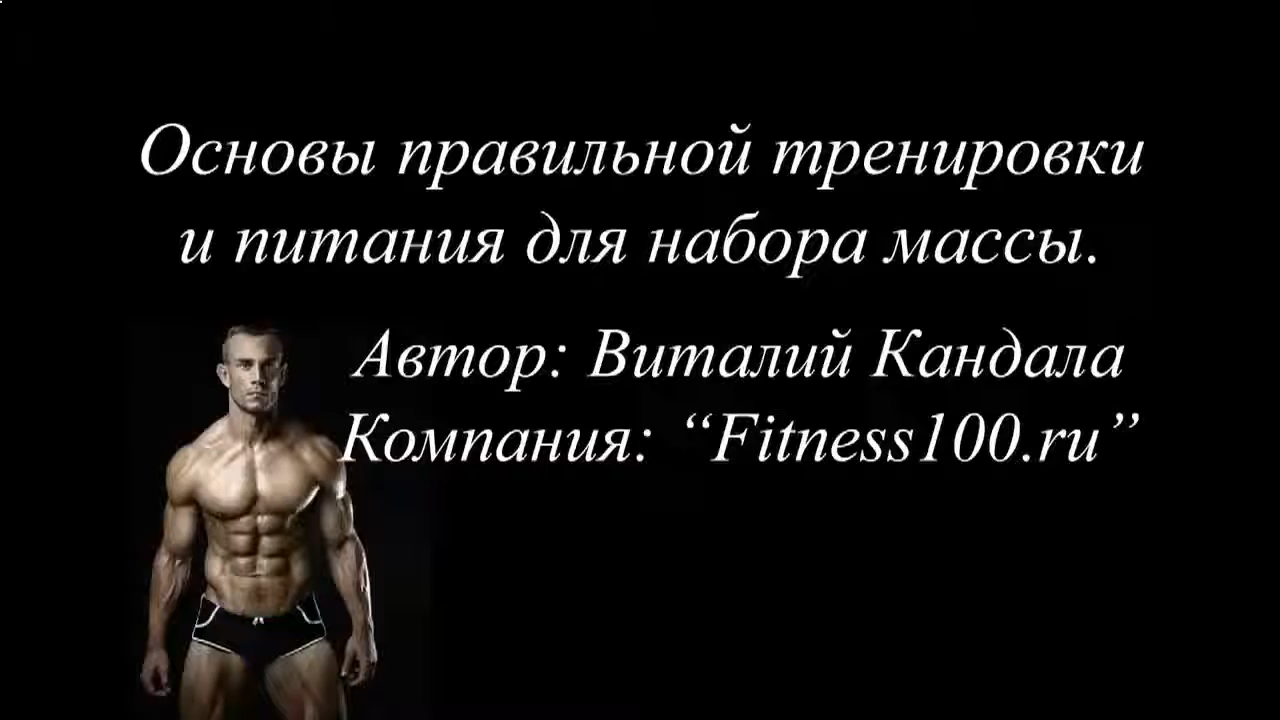 Основы правильной тренировки
и питания для набора массы.
Автор: Виталий Кандала
Компания: “Fitness100.ru”